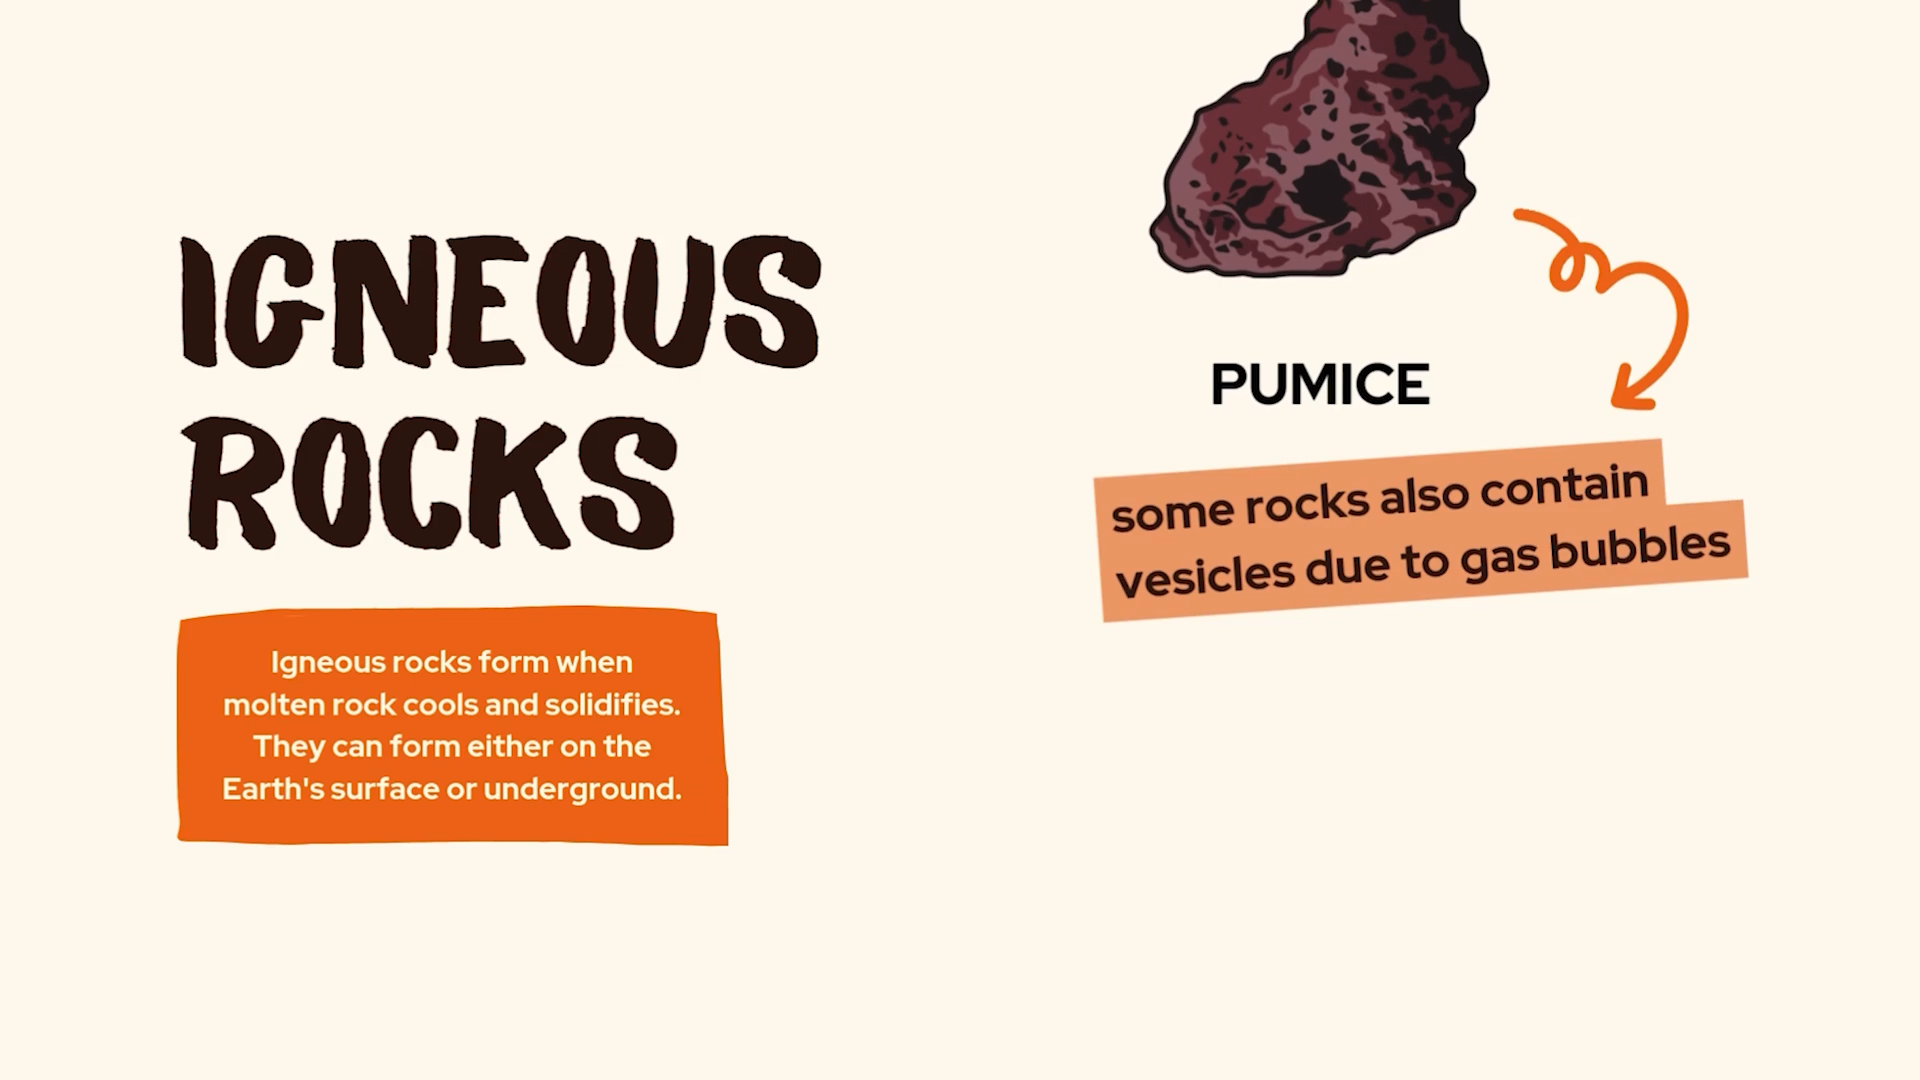 IGNEOUS
ROCKS
Igneous rocks form when
molten rock cools and solidifies.
They can form either on the
Earth's surface or underground.
PUMICE
some rocks also contain
vesicles due to gas bubbles